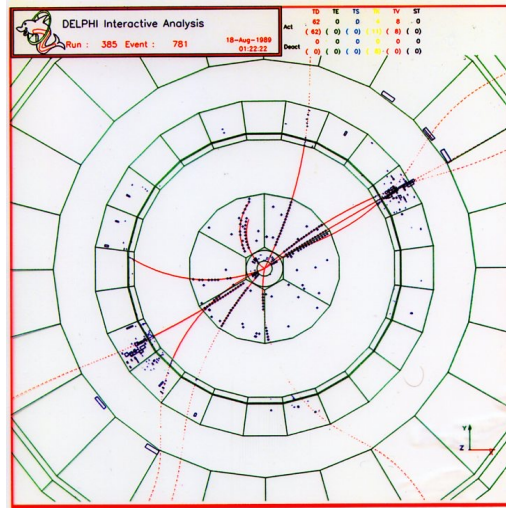 DELPHI Interactive Analysis
Run : 385 Event : 781
18-Aug-1989
01:22:22
TD TE TS TV ST
Act
62 0 0 6 0
( 62) ( 0) ( 0) ( 8) ( 0)
Deact
0 0 0 0 0
( 0) ( 0) ( 0) ( 0) ( 0)
Y
Z X